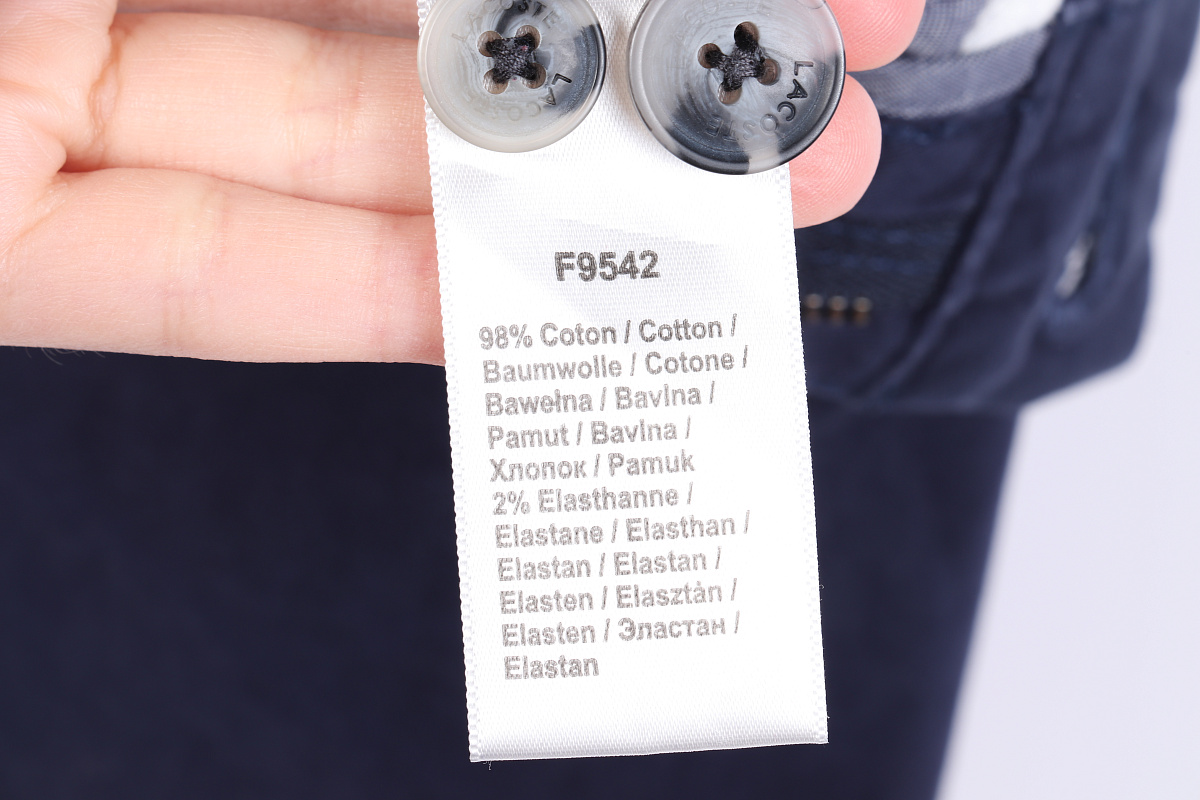 LACOSTE
LACOSTE
F9542
98% Coton / Cotton /
Baumwolle / Cotone /
Bawełna / Bavlna /
Pamut / Bavlna /
Хлопок / Pamuk
2% Elasthanne /
Elastane / Elasthan /
Elastan / Elastan /
Elasten / Elasztán /
Elasten / Эластан /
Elastan